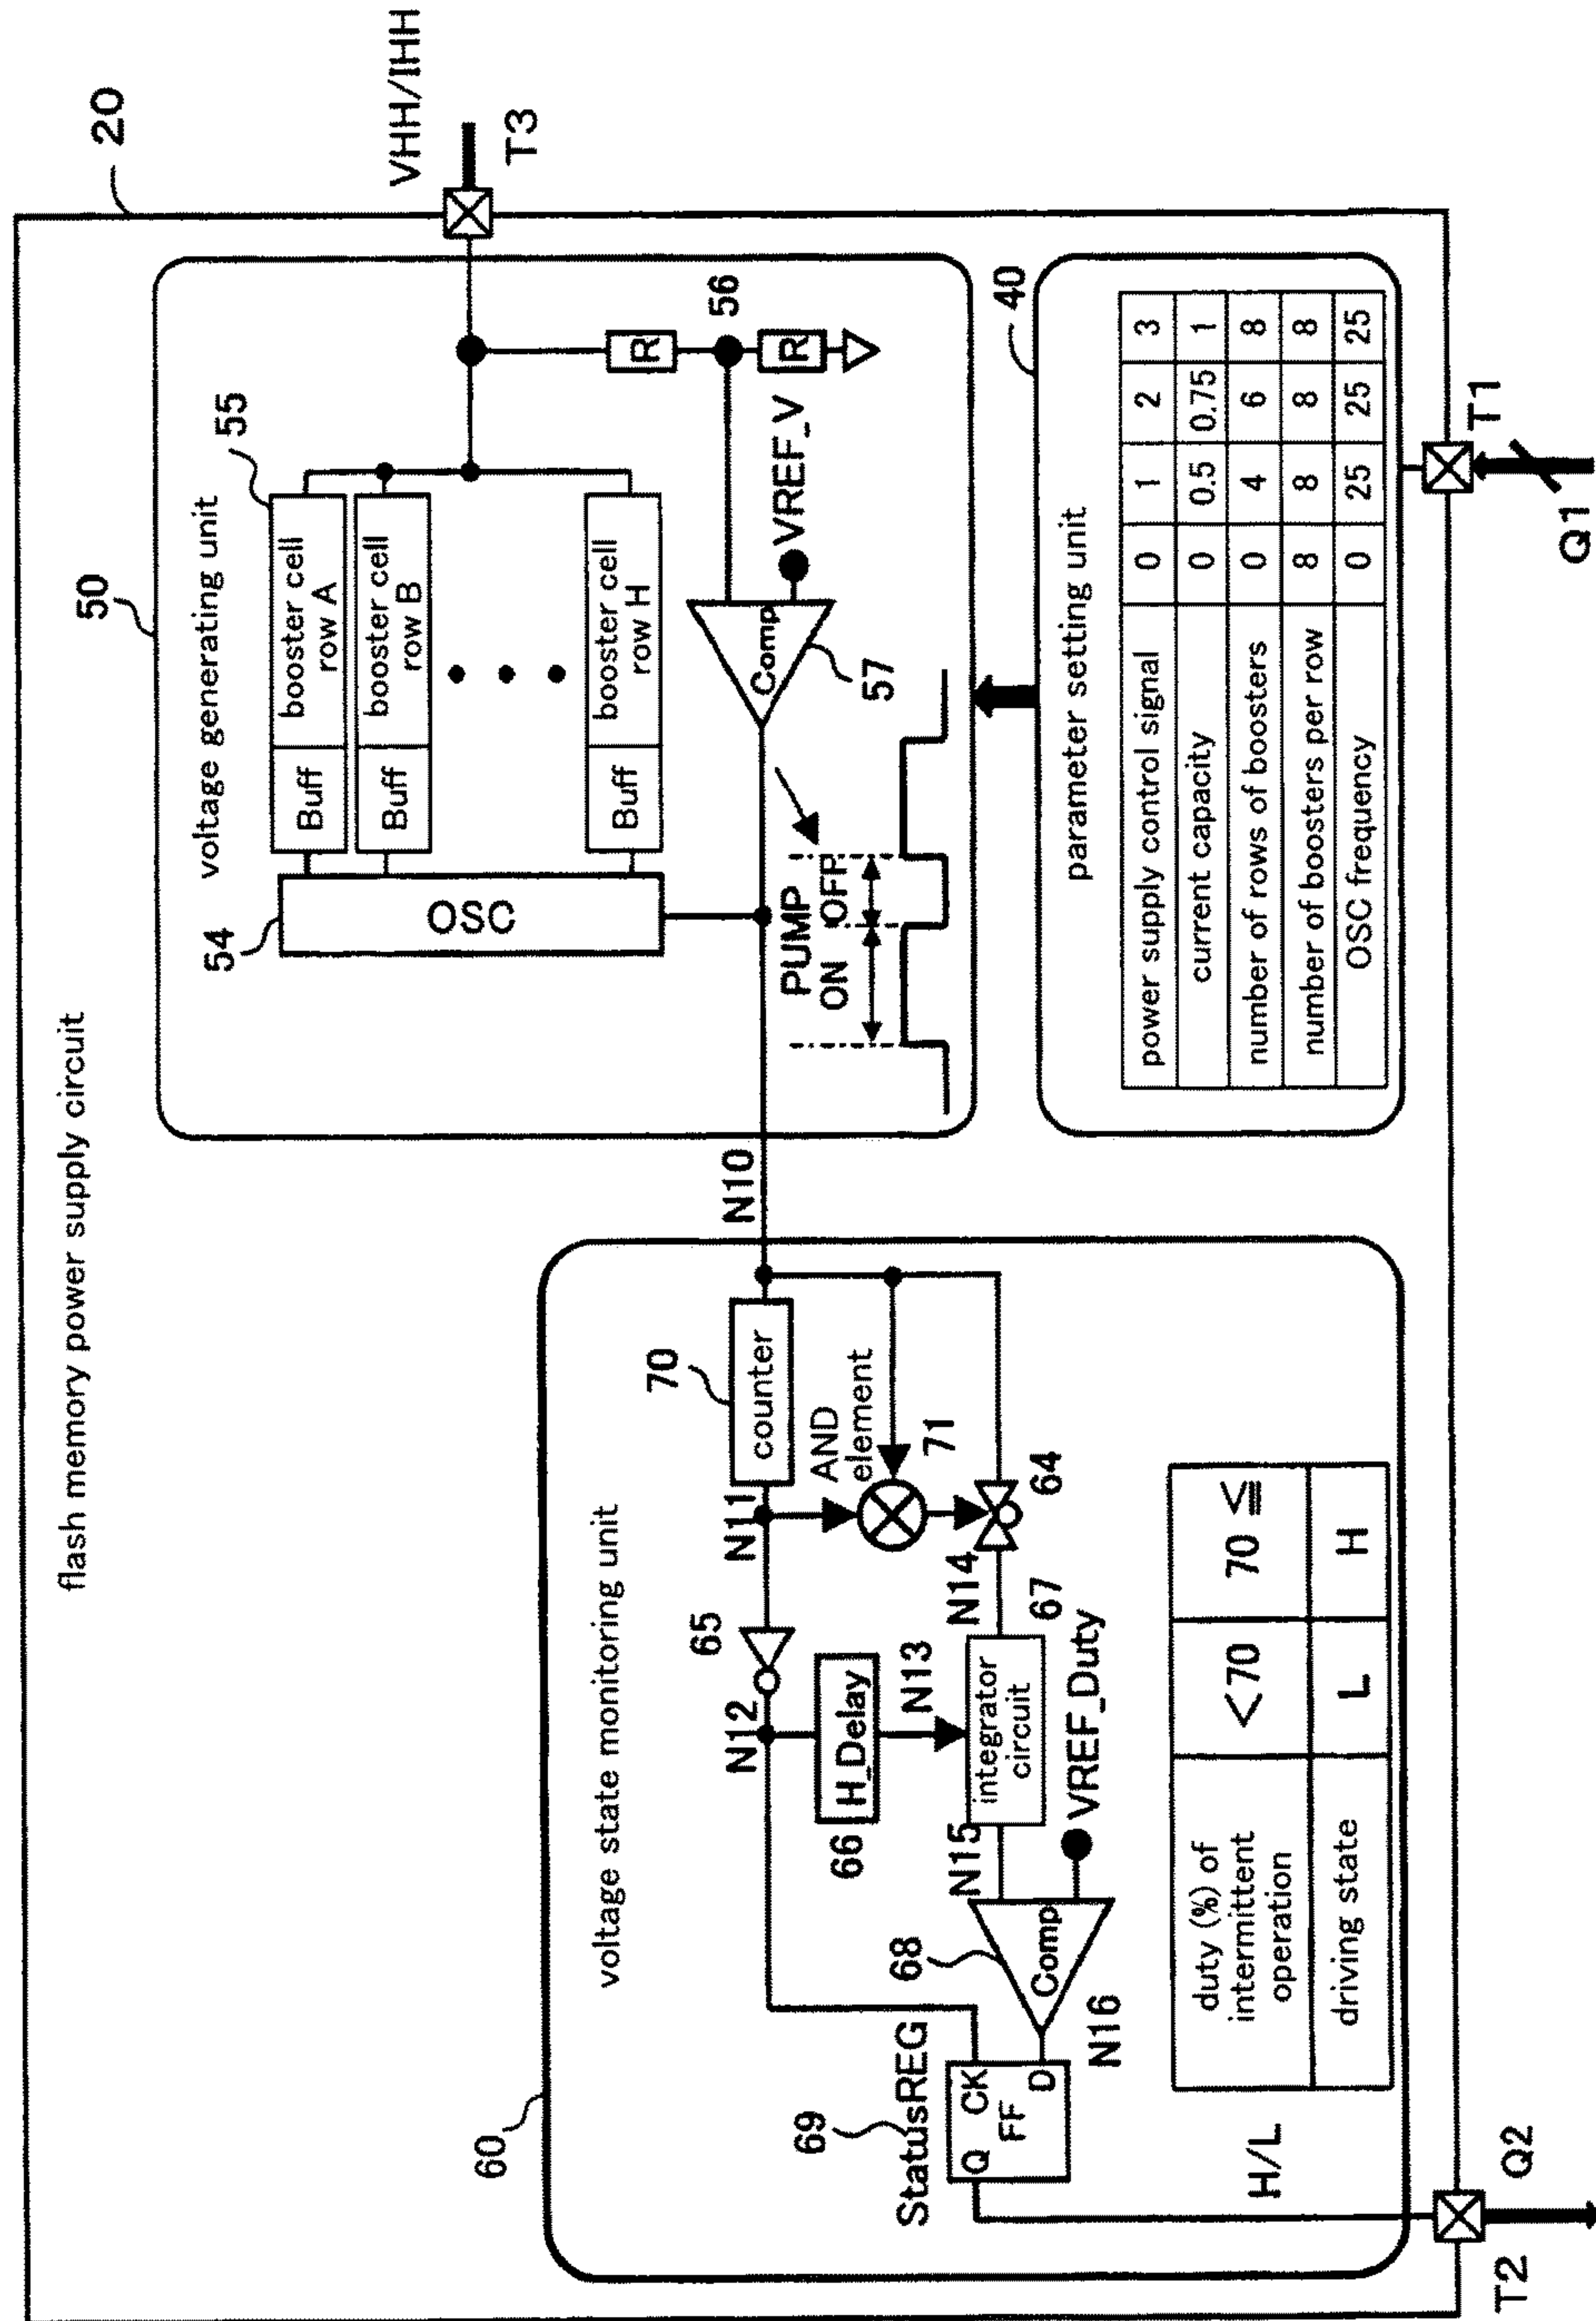 flash memory power supply circuit
20
60
voltage state monitoring unit
StatusREG
69
Q CK
FF
D
N16
68
Comp
N15
VREF_Duty
N12
65
N11
70
counter
N10
66
H_Delay
N13
integrator
circuit
67
N14
AND
element
71
64
H/L
duty (%) of
intermittent
operation
<70
70 ≦
driving state
L
H
T2
Q2
50
voltage generating unit
54
OSC
Buff
booster cell
row A
55
Buff
booster cell
row B
Buff
booster cell
row H
VHH/IHH
T3
R
56
R
Comp
57
VREF_V
PUMP
ON
OFF
40
parameter setting unit
power supply control signal 0 1 2 3
current capacity 0 0.5 0.75 1
number of rows of boosters 0 4 6 8
number of boosters per row 8 8 8 8
OSC frequency 0 25 25 25
T1
Q1